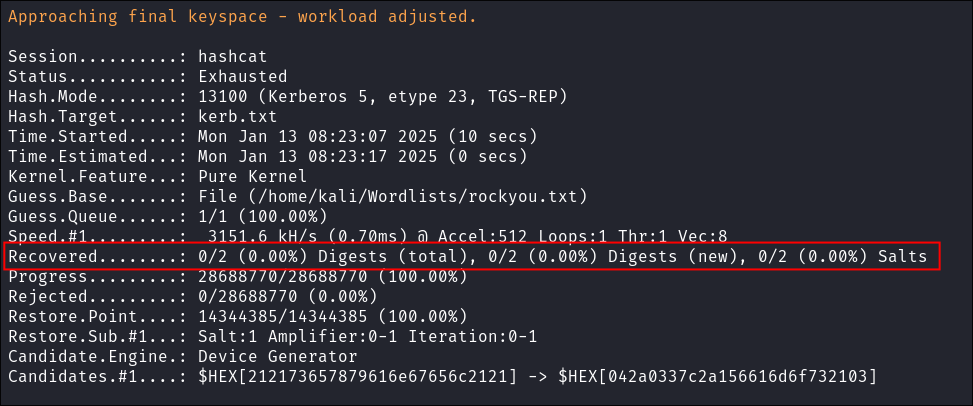 Approaching final keyspace - workload adjusted.
Session..........: hashcat
Status...........: Exhausted
Hash.Mode........: 13100 (Kerberos 5, etype 23, TGS-REP)
Hash.Target......: kerb.txt
Time.Started.....: Mon Jan 13 08:23:07 2025 (10 secs)
Time.Estimated...: Mon Jan 13 08:23:17 2025 (0 secs)
Kernel.Feature...: Pure Kernel
Guess.Base.......: File (/home/kali/Wordlists/rockyou.txt)
Guess.Queue......: 1/1 (100.00%)
Speed.#1.........:  3151.6 kH/s (0.70ms) @ Accel:512 Loops:1 Thr:1 Vec:8
Recovered........: 0/2 (0.00%) Digests (total), 0/2 (0.00%) Digests (new), 0/2 (0.00%) Salts
Progress.........: 28688770/28688770 (100.00%)
Rejected.........: 0/28688770 (0.00%)
Restore.Point....: 14344385/14344385 (100.00%)
Restore.Sub.#1...: Salt:1 Amplifier:0-1 Iteration:0-1
Candidate.Engine.: Device Generator
Candidates.#1....: $HEX[212173657879616e67656c2121] -> $HEX[042a0337c2a156616d6f732103]